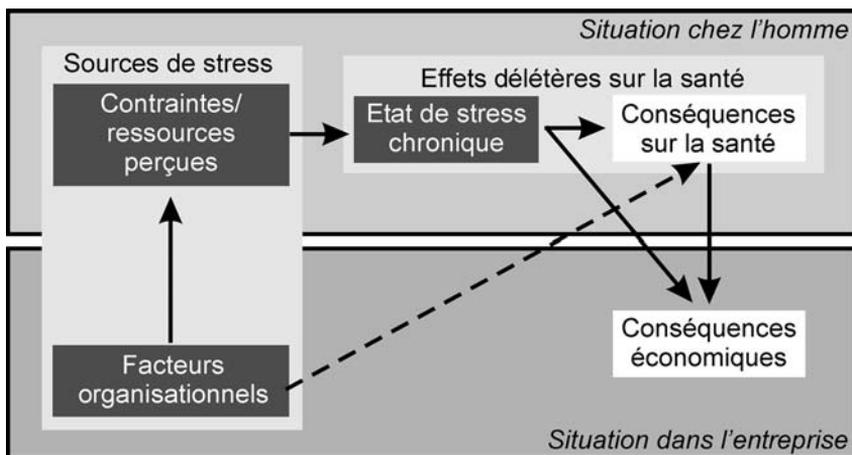 Situation chez l'homme
Sources de stress
Effets délétères sur la santé
Contraintes/
ressources
perçues
Etat de stress
chronique
Conséquences
sur la santé
Facteurs
organisationnels
Conséquences
économiques
Situation dans l'entreprise